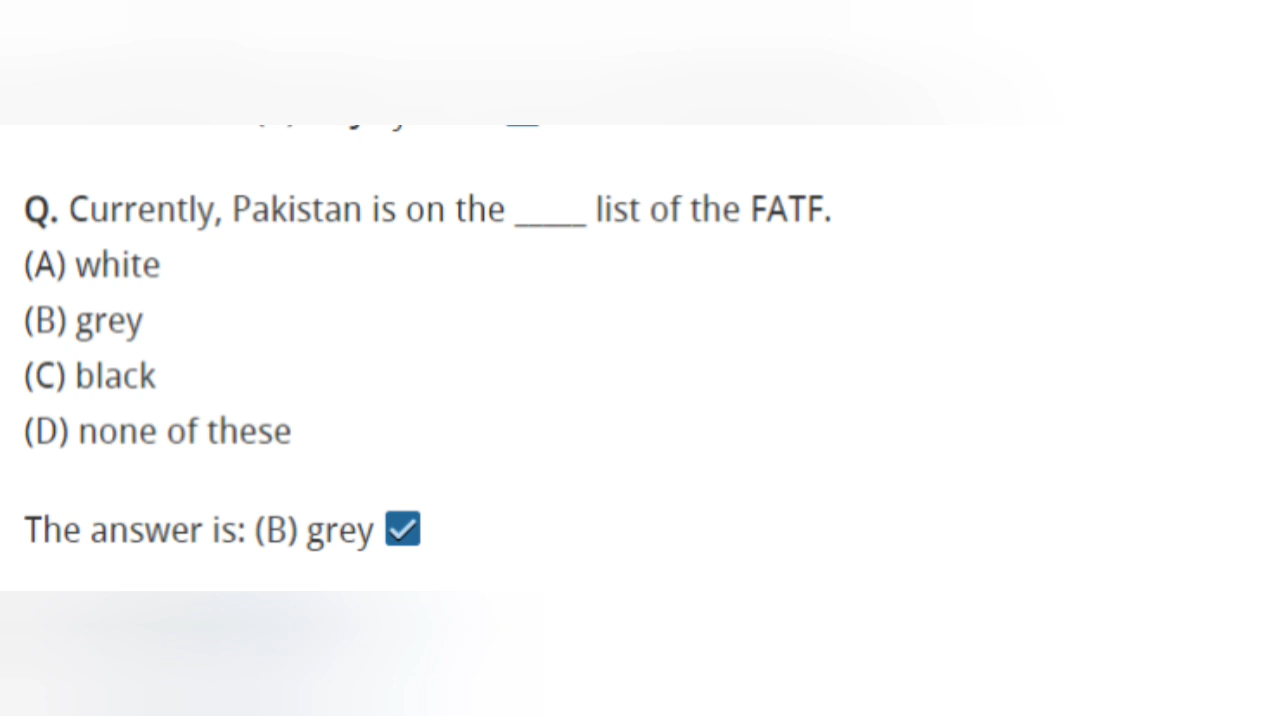 Q. Currently, Pakistan is on the _____ list of the FATF.
(A) white
(B) grey
(C) black
(D) none of these
The answer is: (B) grey ☑